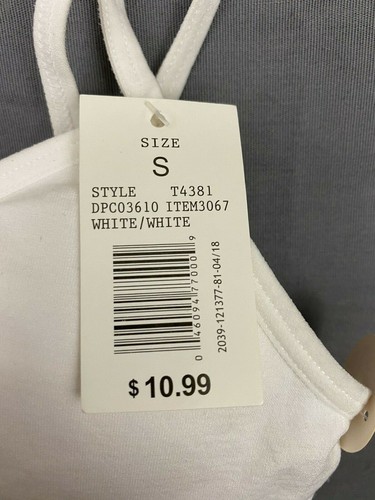 SIZE
S
STYLE T4381
DPC03610 ITEM3067
WHITE/WHITE
0 46094 77000 9
2039-121377-81-04/18
$10.99